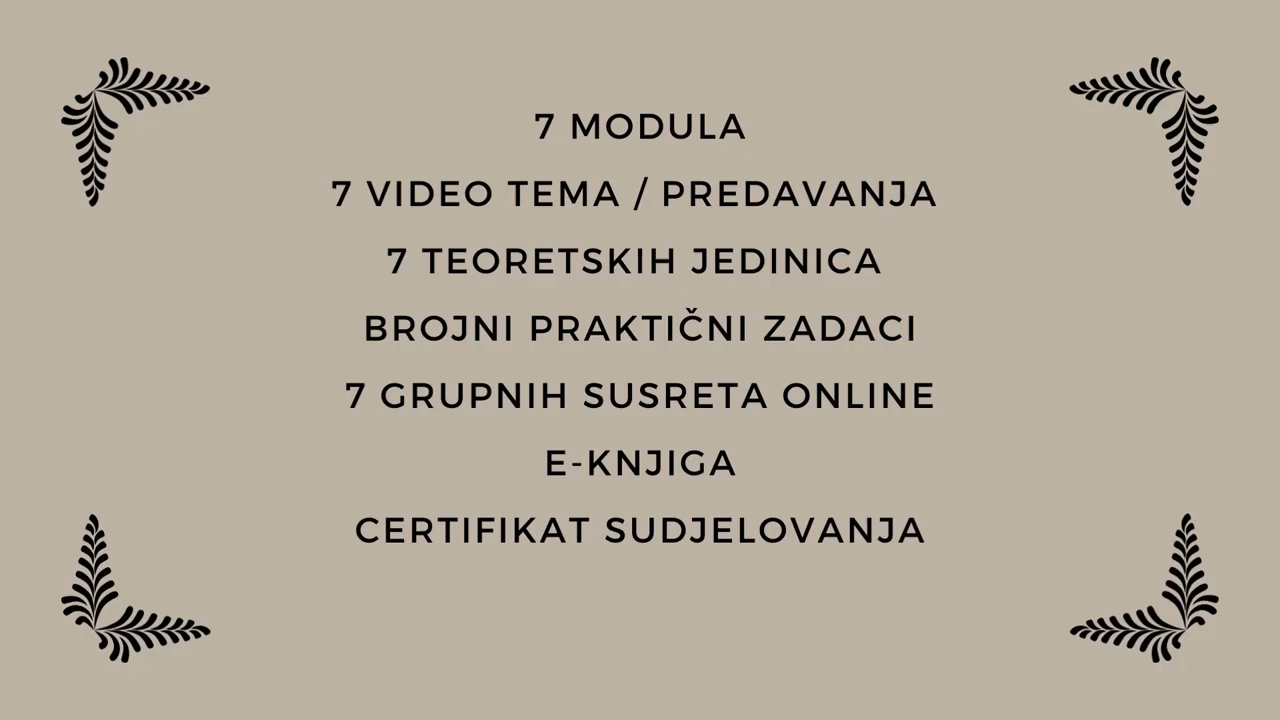 7 MODULA
7 VIDEO TEMA / PREDAVANJA
7 TEORETSKIH JEDINICA
BROJNI PRAKTIČNI ZADACI
7 GRUPNIH SUSRETA ONLINE
E-KNJIGA
CERTIFIKAT SUDJELOVANJA